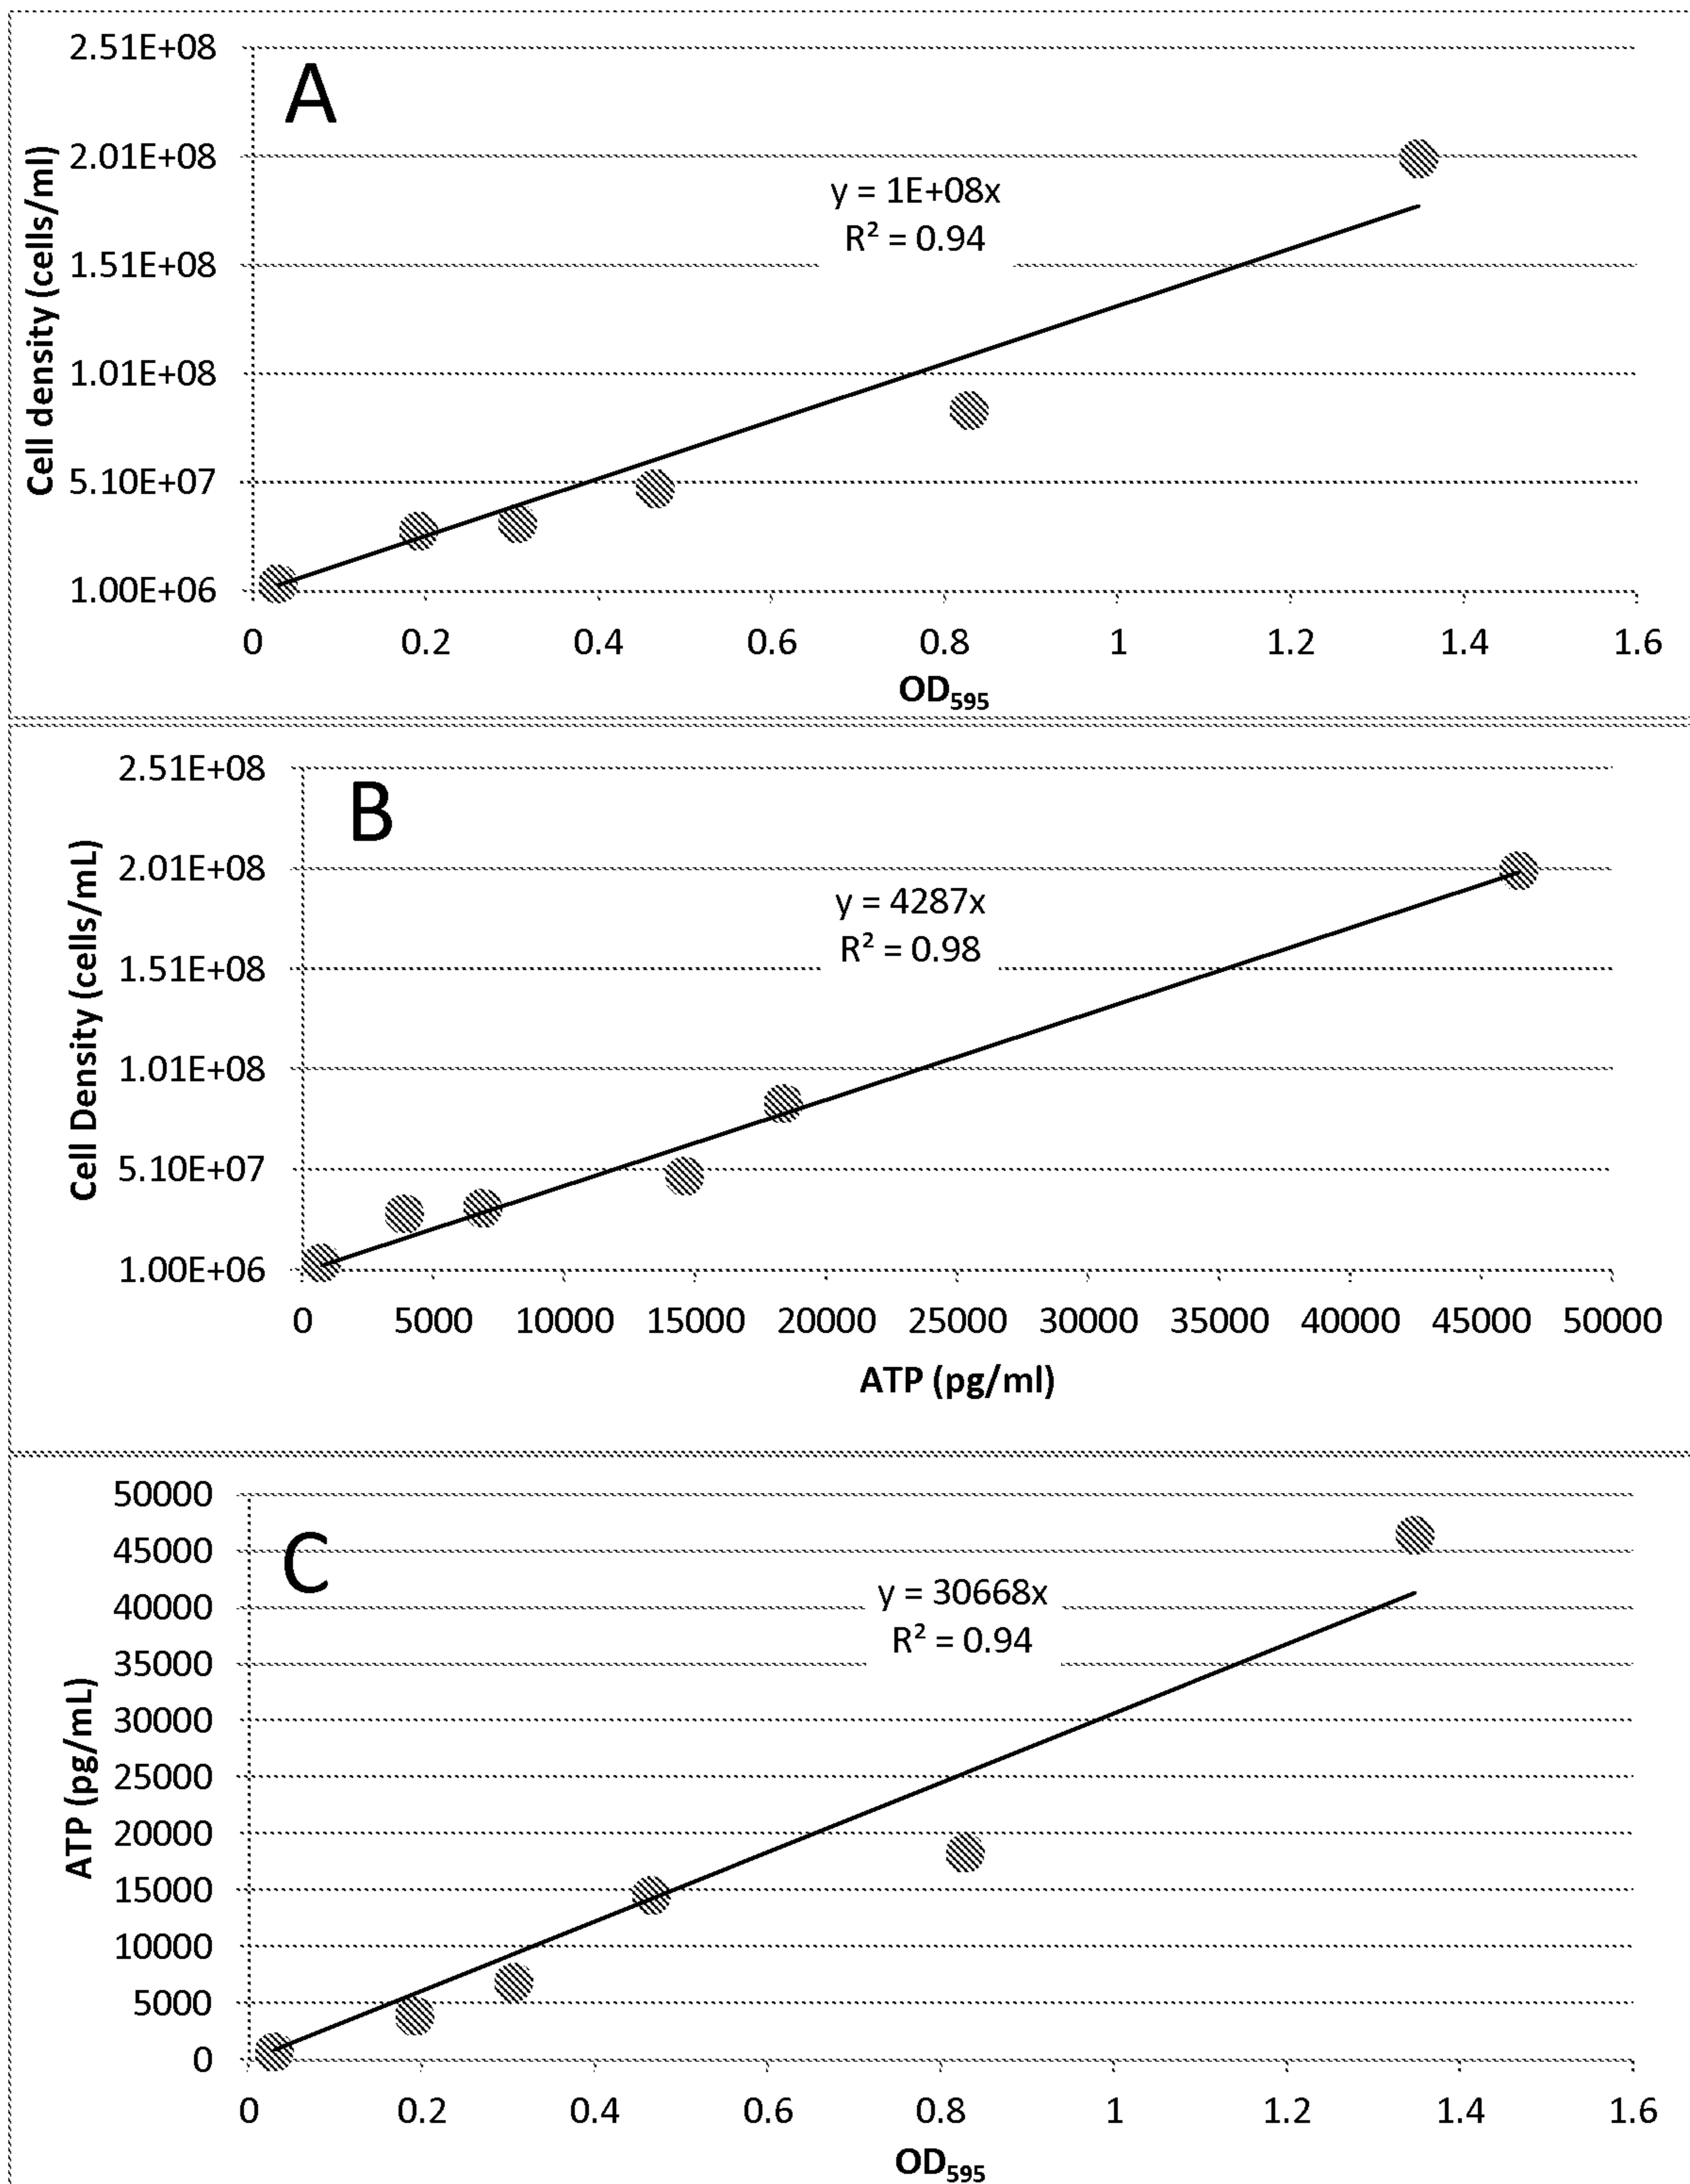 A
Cell density (cells/ml)
2.51E+08
2.01E+08
1.51E+08
1.01E+08
5.10E+07
1.00E+06
y = 1E+08x
R² = 0.94
0 0.2 0.4 0.6 0.8 1 1.2 1.4 1.6
OD₅₉₅
B
Cell Density (cells/mL)
2.51E+08
2.01E+08
1.51E+08
1.01E+08
5.10E+07
1.00E+06
y = 4287x
R² = 0.98
0 5000 10000 15000 20000 25000 30000 35000 40000 45000 50000
ATP (pg/ml)
C
ATP (pg/mL)
50000
45000
40000
35000
30000
25000
20000
15000
10000
5000
0
y = 30668x
R² = 0.94
0 0.2 0.4 0.6 0.8 1 1.2 1.4 1.6
OD₅₉₅